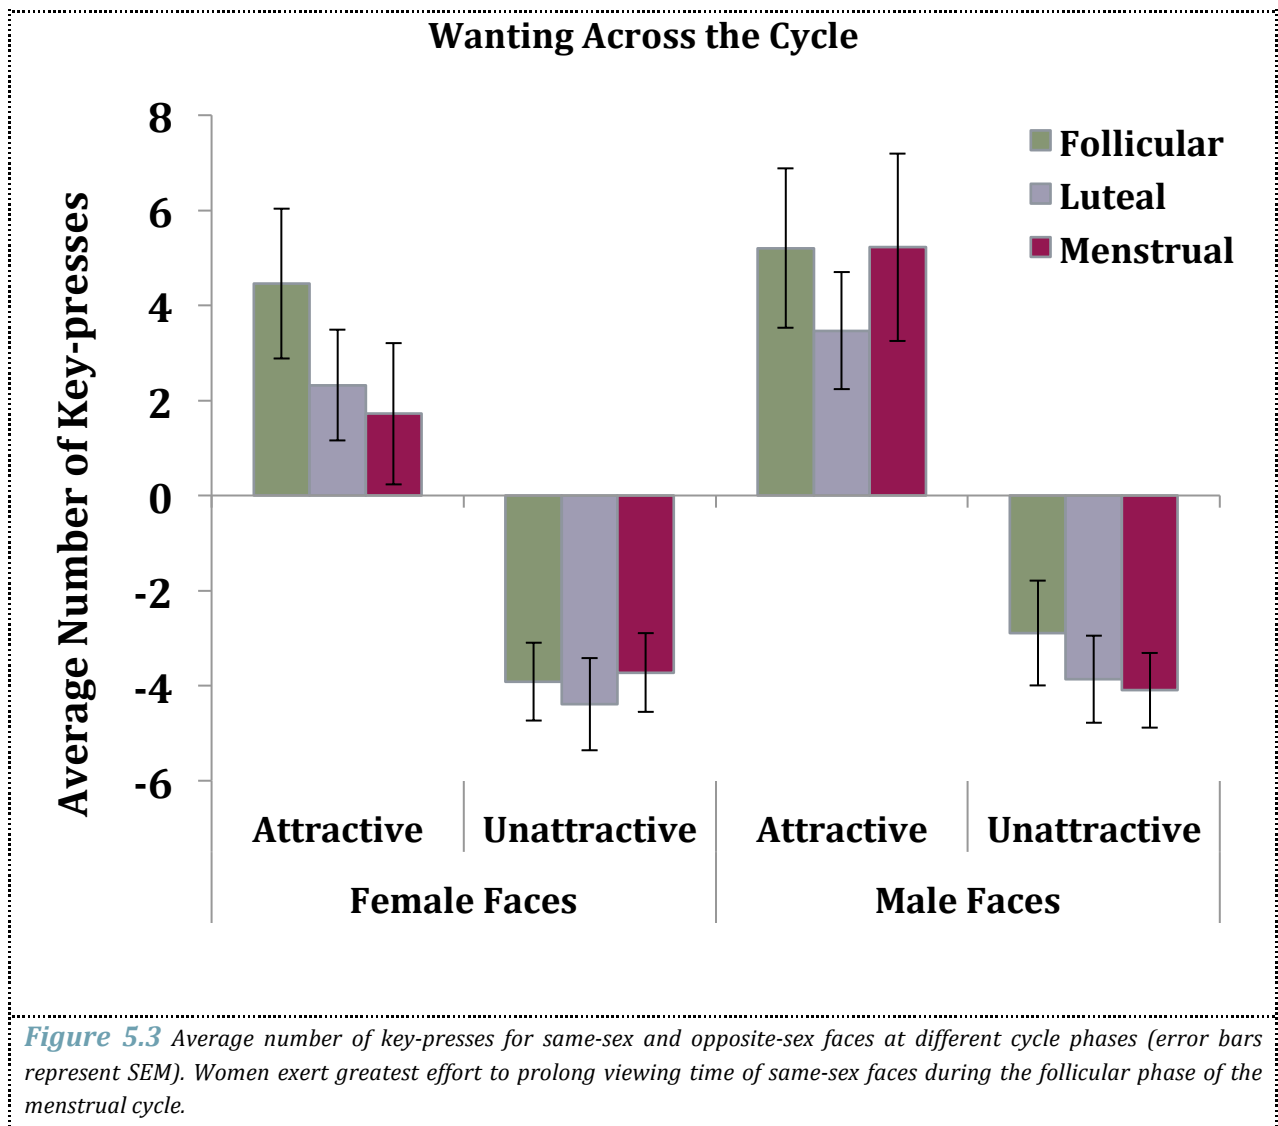 Wanting Across the Cycle
8
6
4
2
0
-2
-4
-6
Average Number of Key-presses
Follicular
Luteal
Menstrual
Attractive Unattractive Attractive Unattractive
Female Faces Male Faces
Figure 5.3 Average number of key-presses for same-sex and opposite-sex faces at different cycle phases (error bars
represent SEM). Women exert greatest effort to prolong viewing time of same-sex faces during the follicular phase of the
menstrual cycle.